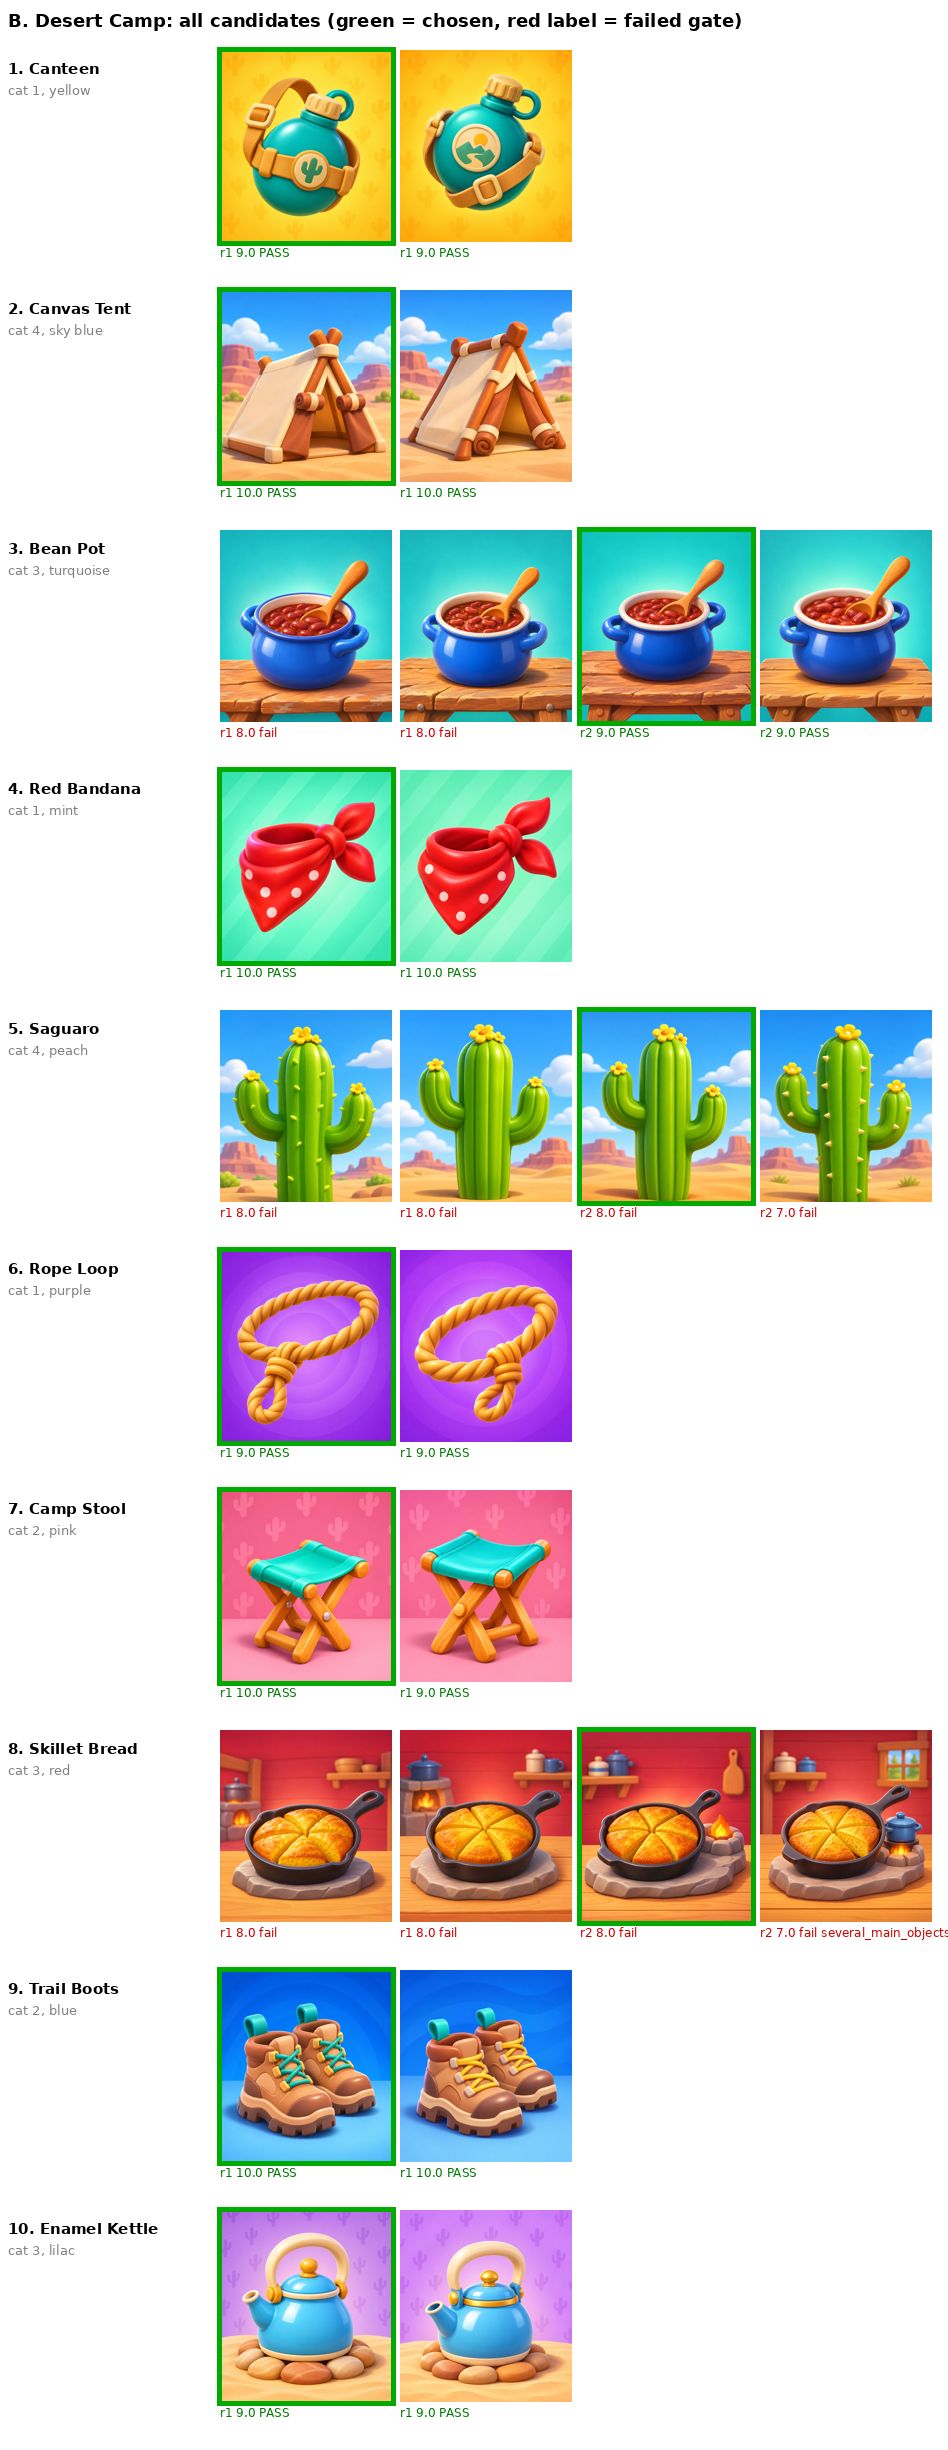 B. Desert Camp: all candidates (green = chosen, red label = failed gate)
1. Canteen
cat 1, yellow
r1 9.0 PASS
r1 9.0 PASS
2. Canvas Tent
cat 4, sky blue
r1 10.0 PASS
r1 10.0 PASS
3. Bean Pot
cat 3, turquoise
r1 8.0 fail
r1 8.0 fail
r2 9.0 PASS
r2 9.0 PASS
4. Red Bandana
cat 1, mint
r1 10.0 PASS
r1 10.0 PASS
5. Saguaro
cat 4, peach
r1 8.0 fail
r1 8.0 fail
r2 8.0 fail
r2 7.0 fail
6. Rope Loop
cat 1, purple
r1 9.0 PASS
r1 9.0 PASS
7. Camp Stool
cat 2, pink
r1 10.0 PASS
r1 9.0 PASS
8. Skillet Bread
cat 3, red
r1 8.0 fail
r1 8.0 fail
r2 8.0 fail
r2 7.0 fail several_main_objects
9. Trail Boots
cat 2, blue
r1 10.0 PASS
r1 10.0 PASS
10. Enamel Kettle
cat 3, lilac
r1 9.0 PASS
r1 9.0 PASS